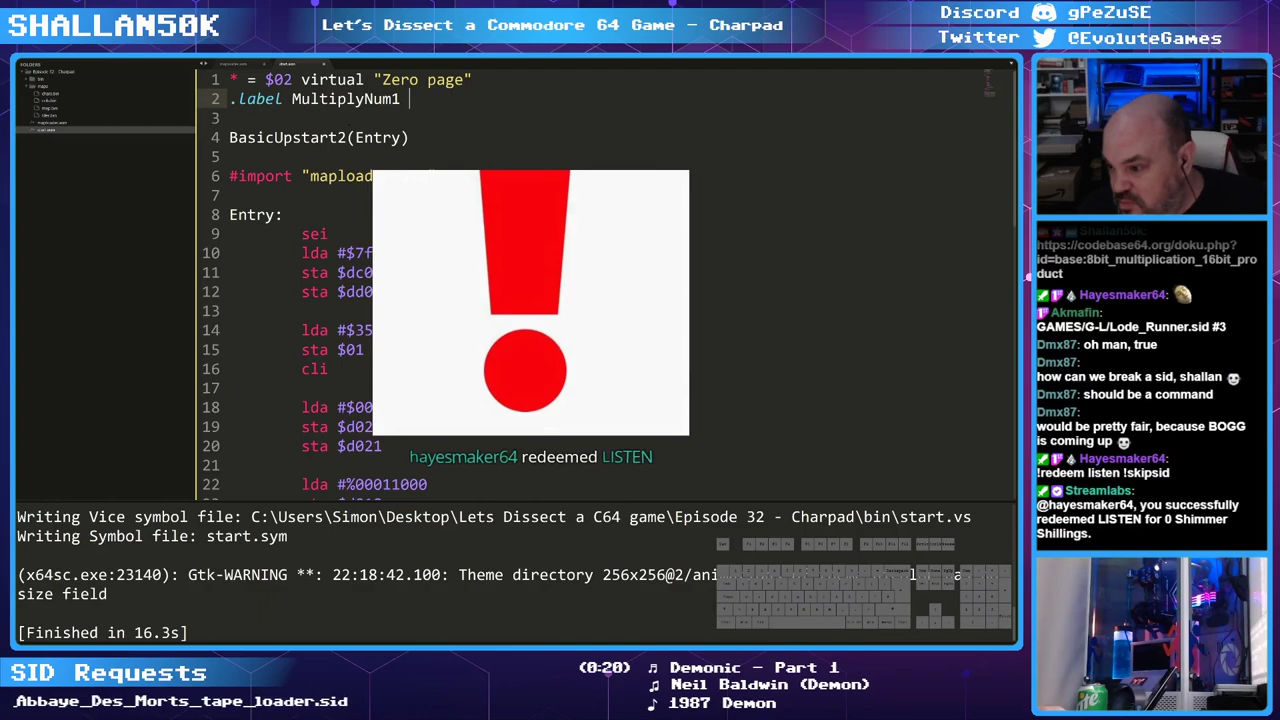 SHALLAN50K
Let's Dissect a Commodore 64 Game - Charpad
Discord gPeZuSE
Twitter @EvoluteGames
FOLDERS
1 * = $02 virtual "Zero page"
2 .label MultiplyNum1
3
4 BasicUpstart2(Entry)
5
6 #import "mapload
7
8 Entry:
9 sei
10 lda #$7f
11 sta $dc0
12 sta $dd0
13
14 lda #$35
15 sta $01
16 cli
17
18 lda #$00
19 sta $d02
20 sta $d021
21
22 lda #%00011000
hayesmaker64 redeemed LISTEN
Writing Vice symbol file: C:\Users\Simon\Desktop\Lets Dissect a C64 game\Episode 32 - Charpad\bin\start.vs
Writing Symbol file: start.sym
(x64sc.exe:23140): Gtk-WARNING **: 22:18:42.100: Theme directory 256x256@2/ani
size field
[Finished in 16.3s]
Shallan50k:
https://codebase64.org/doku.php?
id=base:8bit_multiplication_16bit_pro
duct
Hayesmaker64:
Akmafin:
GAMES/G-L/Lode_Runner.sid #3
Dmx87: oh man, true
Dmx87:
how can we break a sid, shallan
Dmx87: should be a command
Dmx87:
would be pretty fair, because BOGG
is coming up
Hayesmaker64:
!redeem listen !skipsid
Streamlabs:
@hayesmaker64, you successfully
redeemed LISTEN for 0 Shimmer
Shillings.
SID Requests
Abbaye_Des_Morts_tape_loader.sid
(0:20) ♫ Demonic - Part 1
♫ Neil Baldwin (Demon)
♪ 1987 Demon